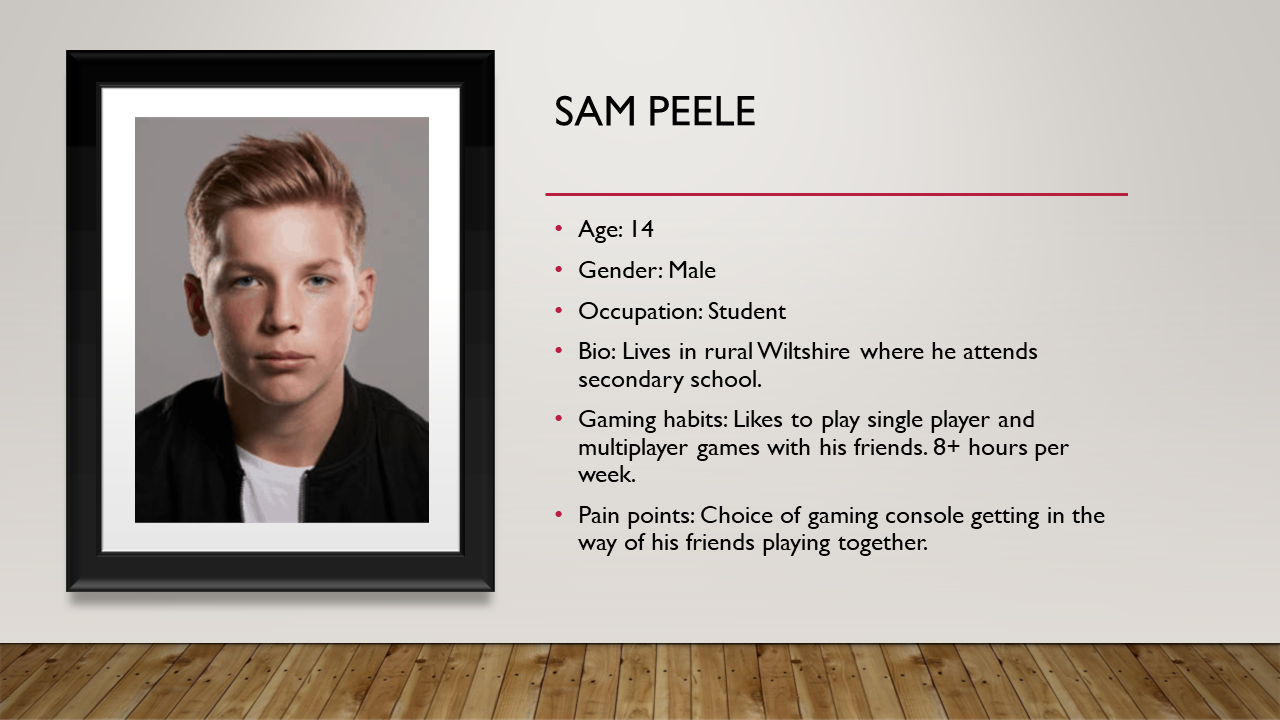 SAM PEELE
• Age: 14
• Gender: Male
• Occupation: Student
• Bio: Lives in rural Wiltshire where he attends
secondary school.
• Gaming habits: Likes to play single player and
multiplayer games with his friends. 8+ hours per
week.
• Pain points: Choice of gaming console getting in the
way of his friends playing together.